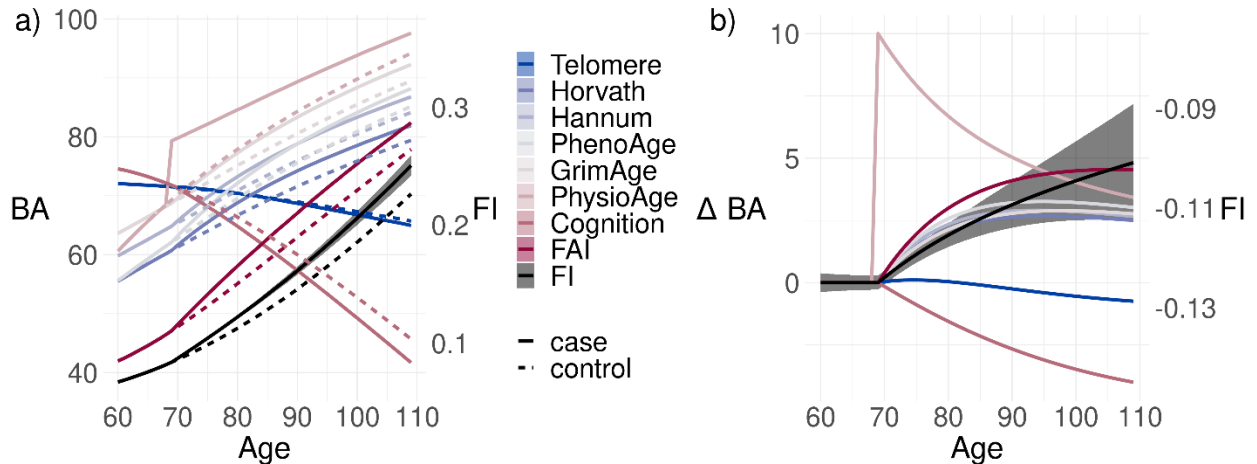 a)
100
80
60
40
BA
60 70 80 90 100 110
Age
0.3
0.2
0.1
FI
Telomere
Horvath
Hannum
PhenoAge
GrimAge
PhysioAge
Cognition
FAI
FI
case
control
b)
10
5
0
Δ BA
60 70 80 90 100 110
Age
-0.09
-0.11
-0.13
FI